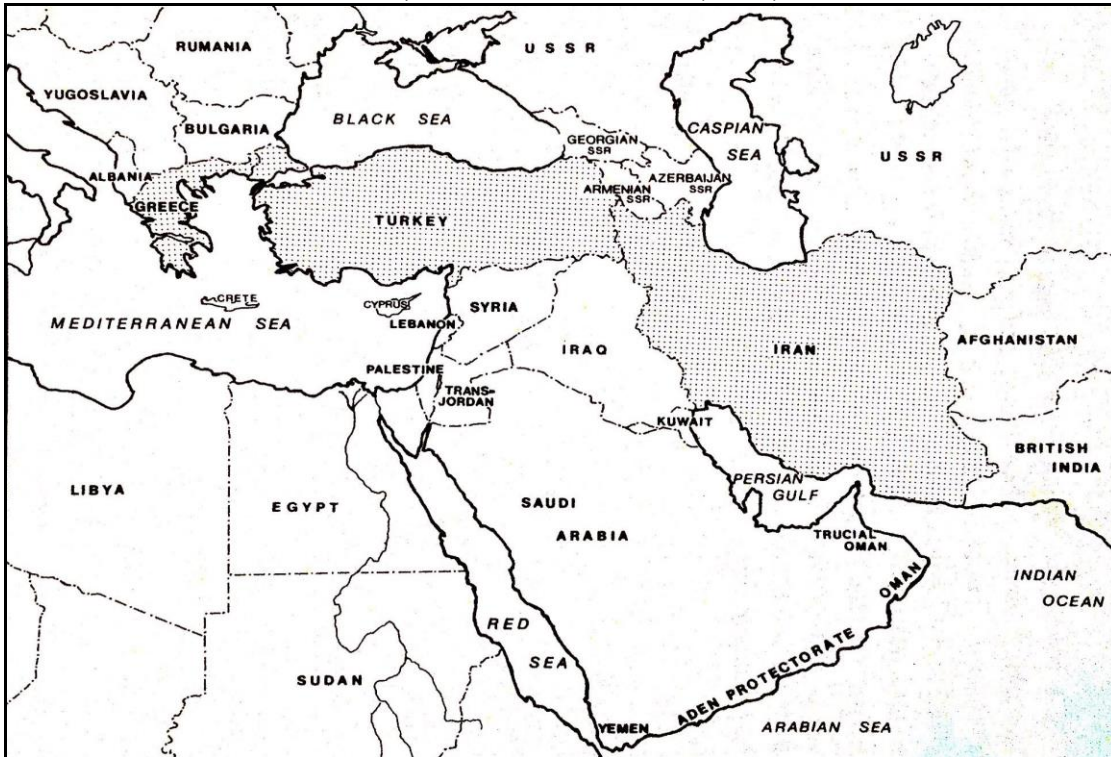 RUMANIA
USSR
YUGOSLAVIA
BLACK SEA
CASPIAN
SEA
BULGARIA
GEORGIAN
SSR
USSR
ALBANIA
AZERBAIJAN
SSR
ARMENIAN
SSR
GREECE
TURKEY
CRETE
CYPRUS
SYRIA
MEDITERRANEAN SEA
LEBANON
AFGHANISTAN
IRAQ
IRAN
PALESTINE
TRANS-
JORDAN
KUWAIT
BRITISH
INDIA
PERSIAN
GULF
LIBYA
EGYPT
SAUDI
ARABIA
TRUCIAL
OMAN
OMAN
INDIAN
OCEAN
RED
SEA
SUDAN
ADEN PROTECTORATE
YEMEN
ARABIAN SEA